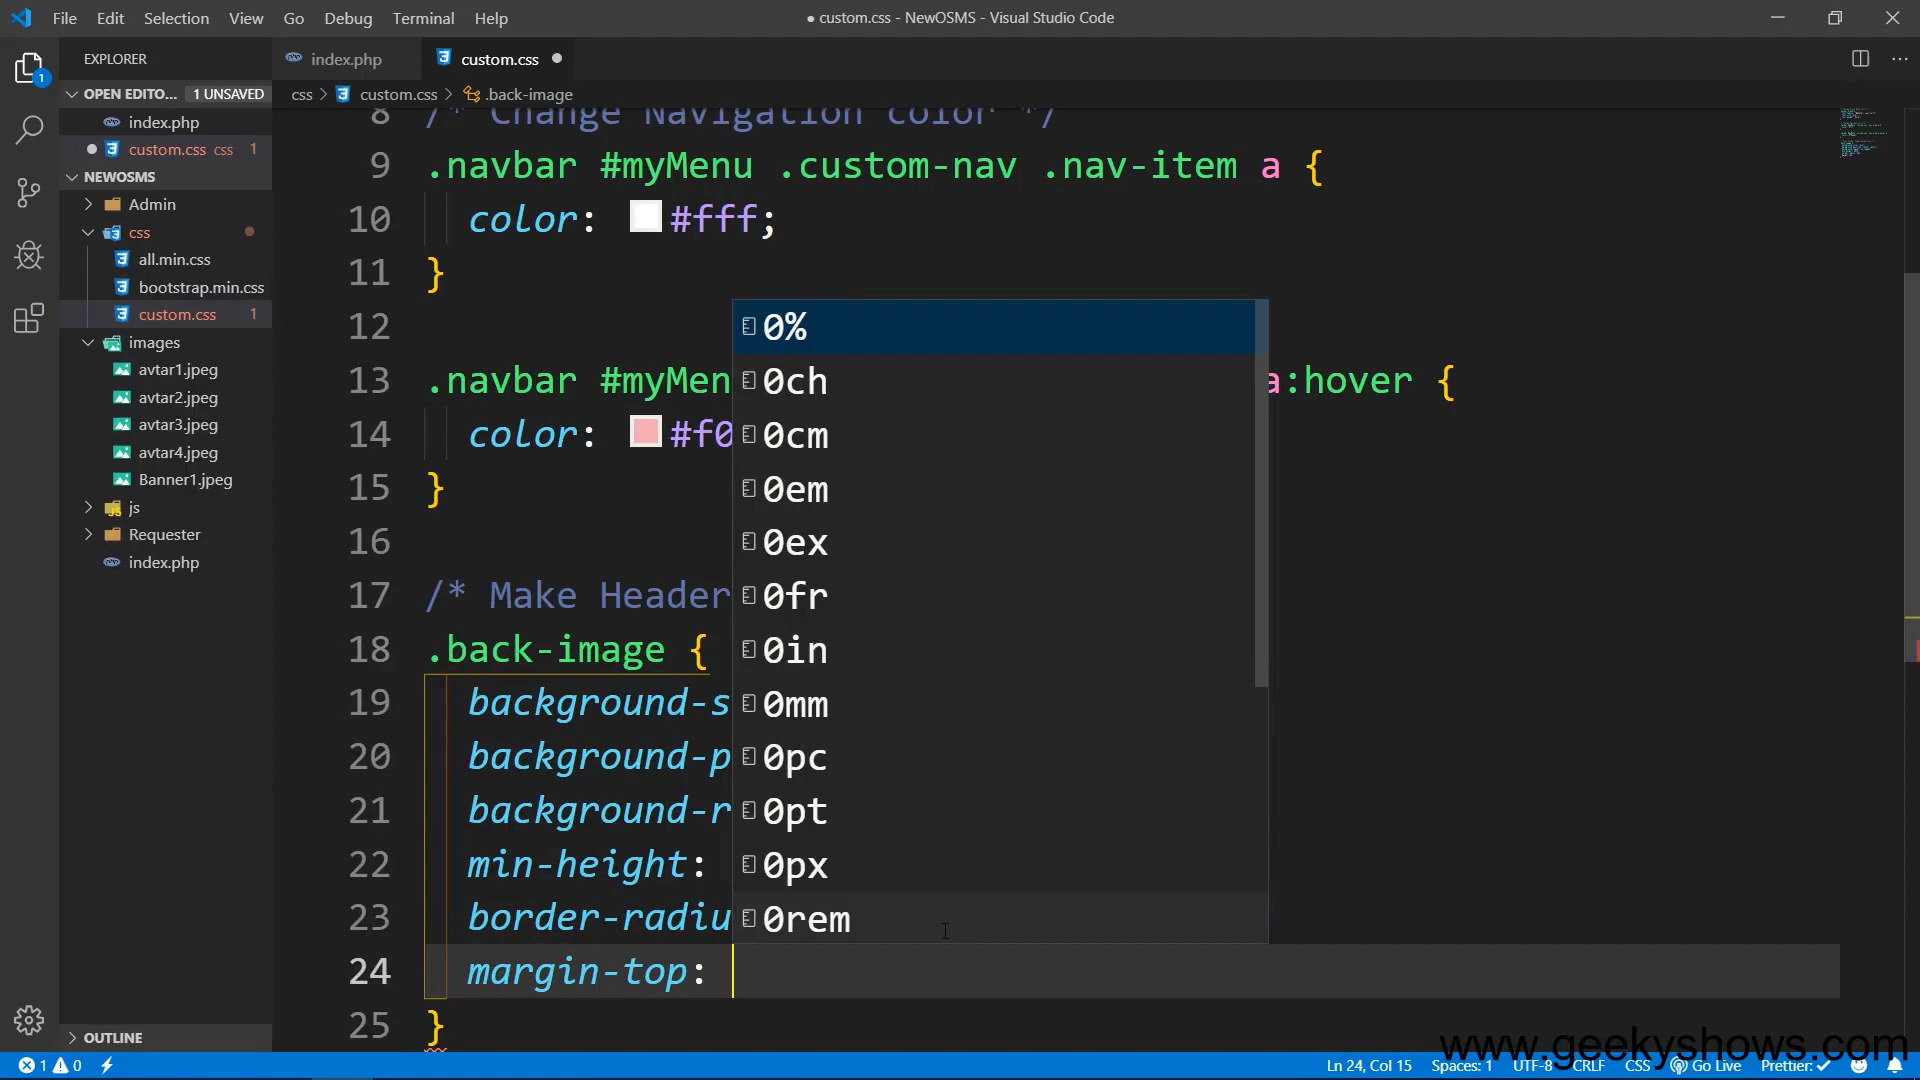 File Edit Selection View Go Debug Terminal Help
● custom.css - NewOSMS - Visual Studio Code
EXPLORER
index.php
custom.css
OPEN EDITO... 1 UNSAVED
css > custom.css > .back-image
index.php
custom.css css 1
NEWOSMS
Admin
css
all.min.css
bootstrap.min.css
custom.css 1
images
avtar1.jpeg
avtar2.jpeg
avtar3.jpeg
avtar4.jpeg
Banner1.jpeg
js
Requester
index.php
OUTLINE
8 /* Change Navigation color */
9 .navbar #myMenu .custom-nav .nav-item a {
10 color: #fff;
11 }
12
13 .navbar #myMen a:hover {
14 color: #f0
15 }
16
17 /* Make Header
18 .back-image {
19 background-s
20 background-p
21 background-r
22 min-height:
23 border-radiu
24 margin-top:
25 }
0%
0ch
0cm
0em
0ex
0fr
0in
0mm
0pc
0pt
0px
0rem
www.geekyshows.com
1 0
Ln 24, Col 15 Spaces: 1 UTF-8 CRLF CSS Go Live Prettier: ✓